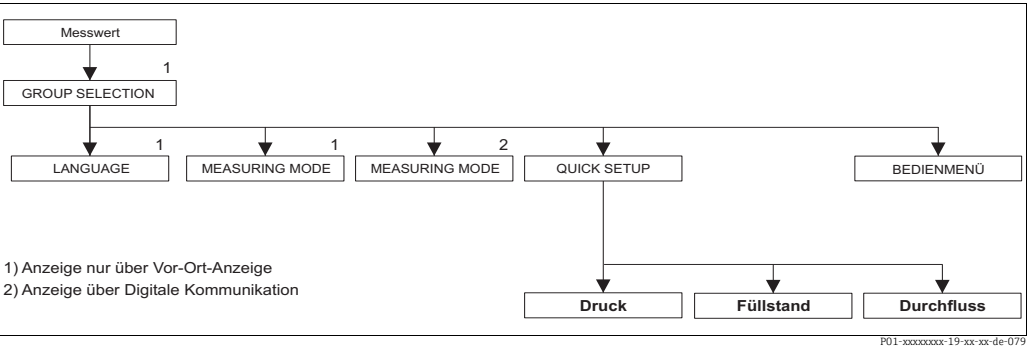 Messwert
1
GROUP SELECTION
1
1
2
LANGUAGE
MEASURING MODE
MEASURING MODE
QUICK SETUP
BEDIENMENÜ
1) Anzeige nur über Vor-Ort-Anzeige
2) Anzeige über Digitale Kommunikation
Druck
Füllstand
Durchfluss
P01-xxxxxxxx-19-xx-xx-de-079